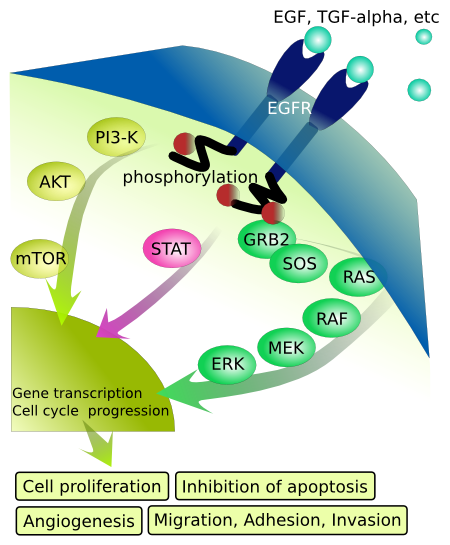 EGF, TGF-alpha, etc
EGFR
PI3-K
phosphorylation
AKT
GRB2
STAT
mTOR
SOS
RAS
RAF
MEK
ERK
Gene transcription
Cell cycle progression
Cell proliferation
Inhibition of apoptosis
Angiogenesis
Migration, Adhesion, Invasion